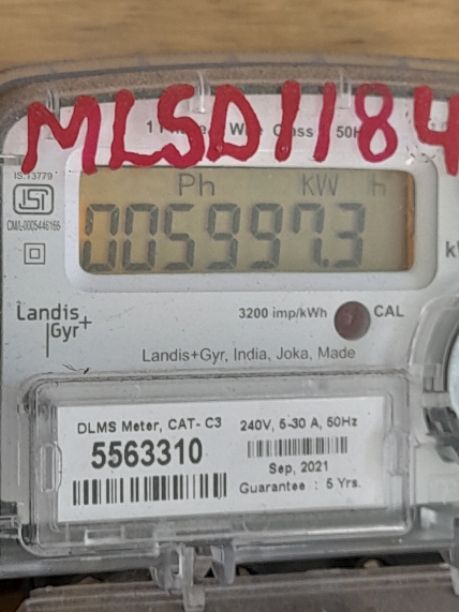 MLSD1184
IS:13779
ISI
CM/L-0005446166
Ph KW h
005997.3
Landis
Gyr+
3200 imp/kWh CAL
Landis+Gyr, India, Joka, Made
DLMS Meter, CAT- C3
5563310
240V, 5-30 A, 50Hz
Sep, 2021
Guarantee : 5 Yrs.